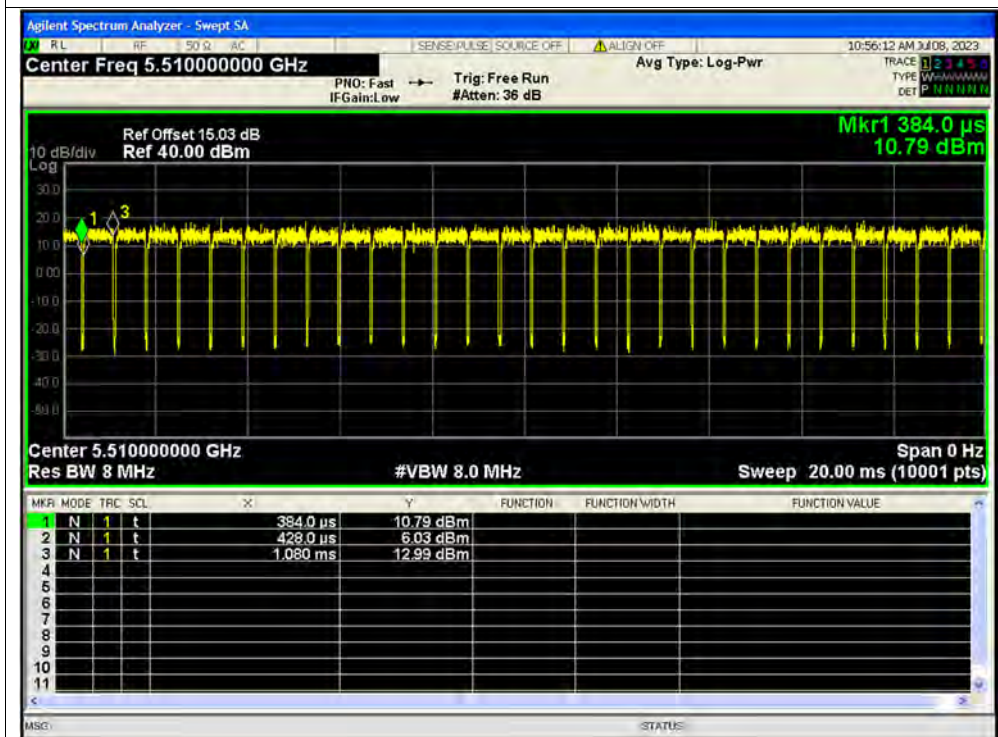 Agilent Spectrum Analyzer - Swept SA
RL RF 50 Ω AC SENSE:PULSE SOURCE OFF ALIGN OFF 10:56:12 AM Jul 08, 2023
Center Freq 5.510000000 GHz Avg Type: Log-Pwr TRACE 1 2 3 4 5 6
PNO: Fast Trig: Free Run TYPE
IFGain:Low #Atten: 36 dB DET P N N N N N
Mkr1 384.0 µs
Ref Offset 15.03 dB
10 dB/div Ref 40.00 dBm 10.79 dBm
Log
30.0
20.0
10.0
0.00
-10.0
-20.0
-30.0
-40.0
-50.0
1
3
Center 5.510000000 GHz Span 0 Hz
Res BW 8 MHz #VBW 8.0 MHz Sweep 20.00 ms (10001 pts)
MKR MODE TRC SCL X Y FUNCTION FUNCTION WIDTH FUNCTION VALUE
1 N 1 t 384.0 µs 10.79 dBm
2 N 1 t 428.0 µs 6.03 dBm
3 N 1 t 1.080 ms 12.99 dBm
4
5
6
7
8
9
10
11
MSG STATUS